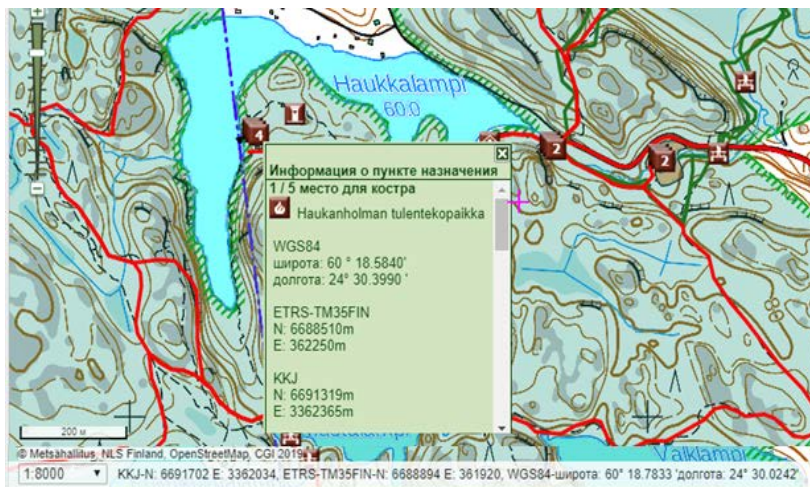 Haukkalampi
60.0
4
2
2
Информация о пункте назначения
1 / 5 место для костра
Haukanholman tulentekopaikka
WGS84
широта: 60 ° 18.5840'
долгота: 24° 30.3990 '
ETRS-TM35FIN
N: 6688510m
E: 362250m
KKJ
N: 6691319m
E: 3362365m
200 м
Valklammi
© Metsähallitus, NLS Finland, OpenStreetMap, CGI 2019
1:8000
KKJ-N: 6691702 E: 3362034, ETRS-TM35FIN-N: 6688894 E: 361920, WGS84-широта: 60° 18.7833 'долгота: 24° 30.0242'